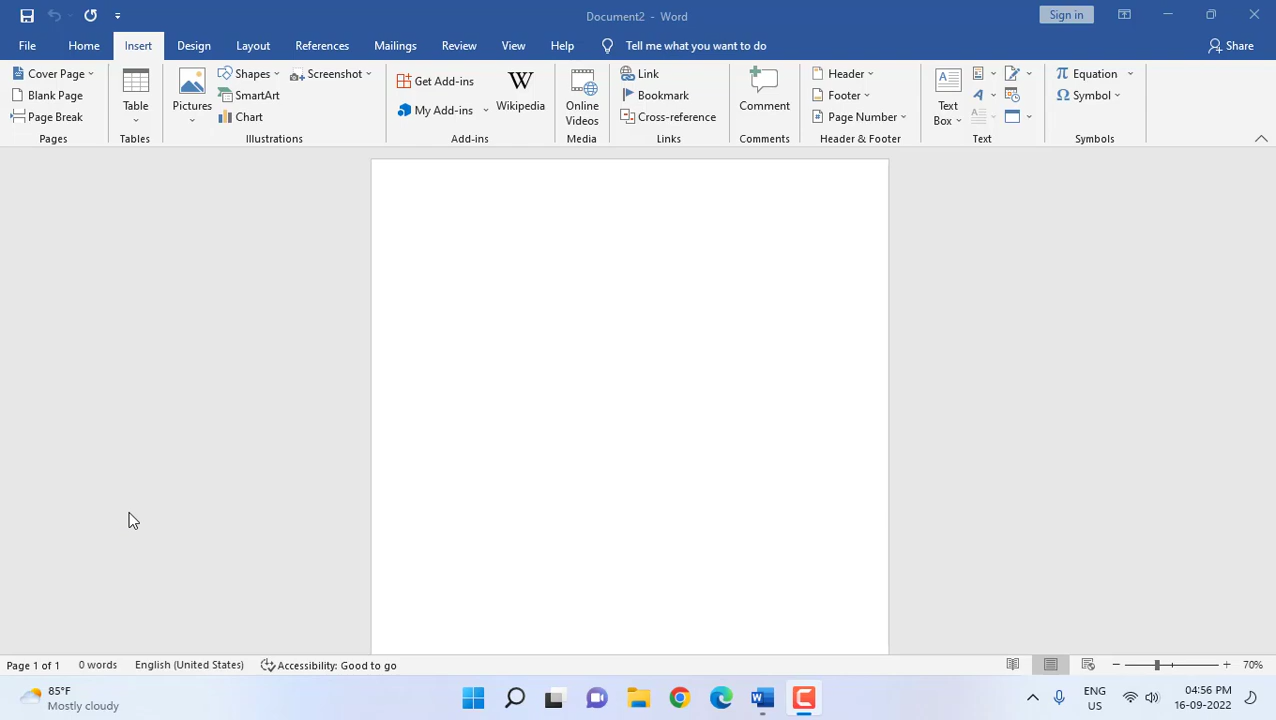 Document2 - Word
Sign in
File Home Insert Design Layout References Mailings Review View Help Tell me what you want to do Share
Cover Page
Blank Page
Page Break
Pages
Table
Tables
Pictures
Shapes
SmartArt
Chart
Screenshot
Illustrations
Get Add-ins
My Add-ins
W
Wikipedia
Add-ins
Online
Videos
Media
Link
Bookmark
Cross-reference
Links
Comment
Comments
Header
Footer
Page Number
Header & Footer
Text
Box
Text
Equation
Symbol
Symbols
Page 1 of 1 0 words English (United States) Accessibility: Good to go 70%
85°F
Mostly cloudy
ENG
US
04:56 PM
16-09-2022